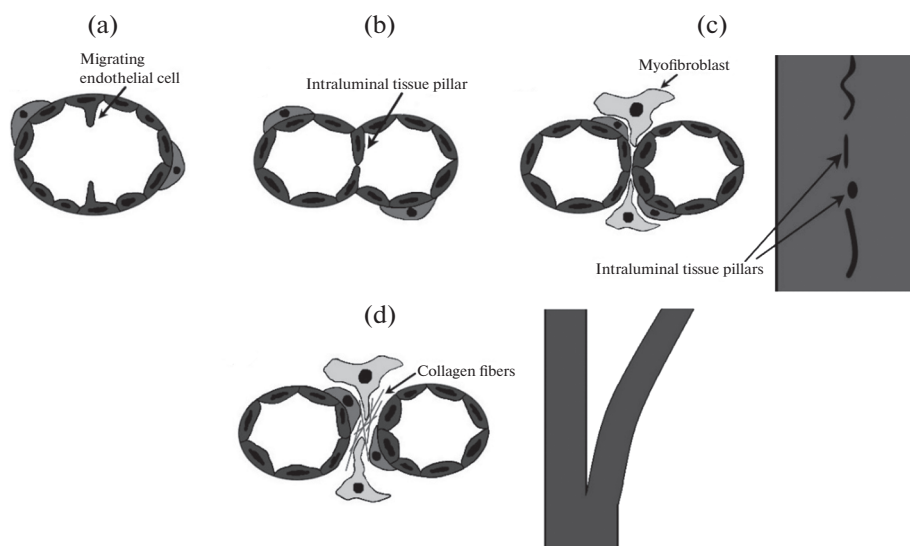 (a)
Migrating
endothelial cell
(b)
Intraluminal tissue pillar
(c)
Myofibroblast
Intraluminal tissue pillars
(d)
Collagen fibers